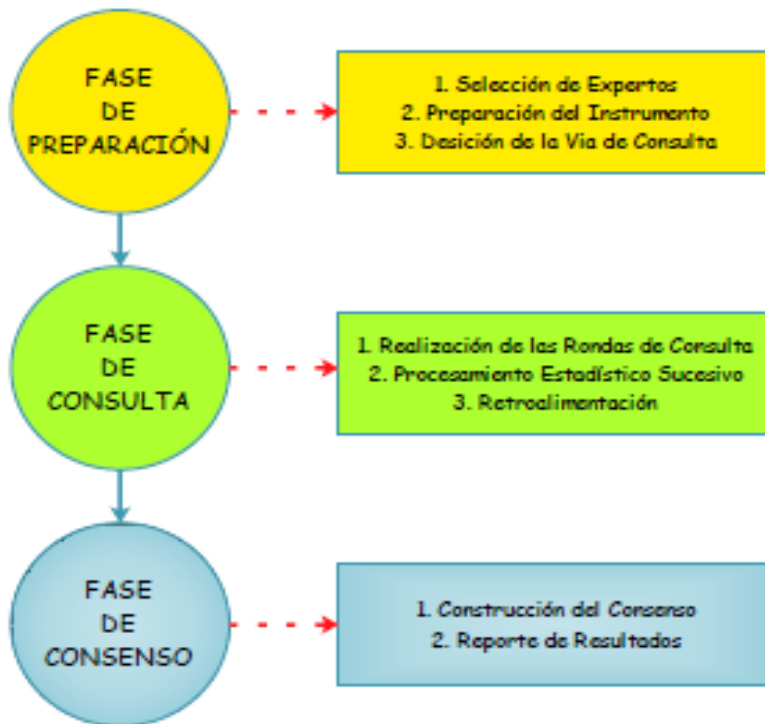 FASE
DE
PREPARACIÓN
1. Selección de Expertos
2. Preparación del Instrumento
3. Desición de la Via de Consulta
FASE
DE
CONSULTA
1. Realización de las Rondas de Consulta
2. Procesamiento Estadístico Sucesivo
3. Retroalimentación
FASE
DE
CONSENSO
1. Construcción del Consenso
2. Reporte de Resultados